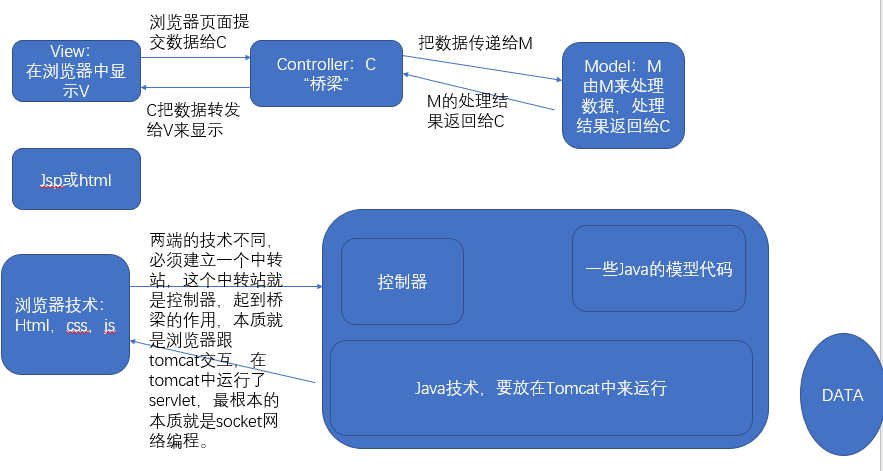 浏览器页面提
交数据给C
View：
在浏览器中显
示V
Controller：C
“桥梁”
把数据传递给M
Model：M
由M来处理
数据，处理
结果返回给C
C把数据转发
给V来显示
M的处理结
果返回给C
Jsp或html
两端的技术不同，
必须建立一个中转
站，这个中转站就
是控制器，起到桥
梁的作用，本质就
是浏览器跟
tomcat交互，在
tomcat中运行了
servlet，最根本的
本质就是socket网
络编程。
浏览器技术：
Html，css，js
控制器
一些Java的模型代码
Java技术，要放在Tomcat中来运行
DATA